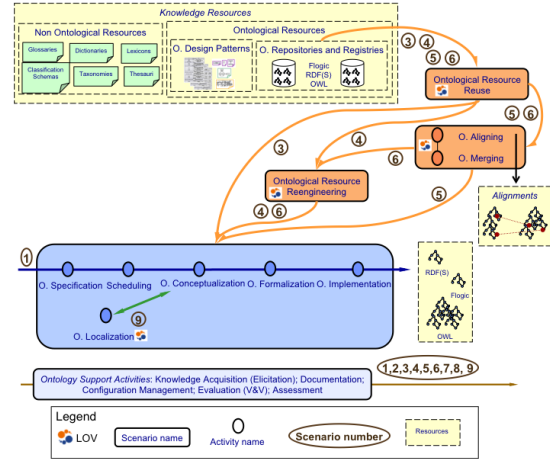 Knowledge Resources
Non Ontological Resources
Glossaries
Dictionaries
Lexicons
Classification
Schemas
Taxonomies
Thesauri
Ontological Resources
O. Design Patterns
O. Repositories and Registries
Flogic
RDF(S)
OWL
3 4
5 6
Ontological Resource
Reuse
5 6
3
4
O. Aligning
O. Merging
6
Ontological Resource
Reengineering
5
4 6
Alignments
1
O. Specification Scheduling O. Conceptualization O. Formalization O. Implementation
9
O. Localization
RDF(S)
Flogic
OWL
Ontology Support Activities: Knowledge Acquisition (Elicitation); Documentation;
Configuration Management; Evaluation (V&V); Assessment
1,2,3,4,5,6,7,8, 9
Legend
LOV
Scenario name
Activity name
Scenario number
Resources